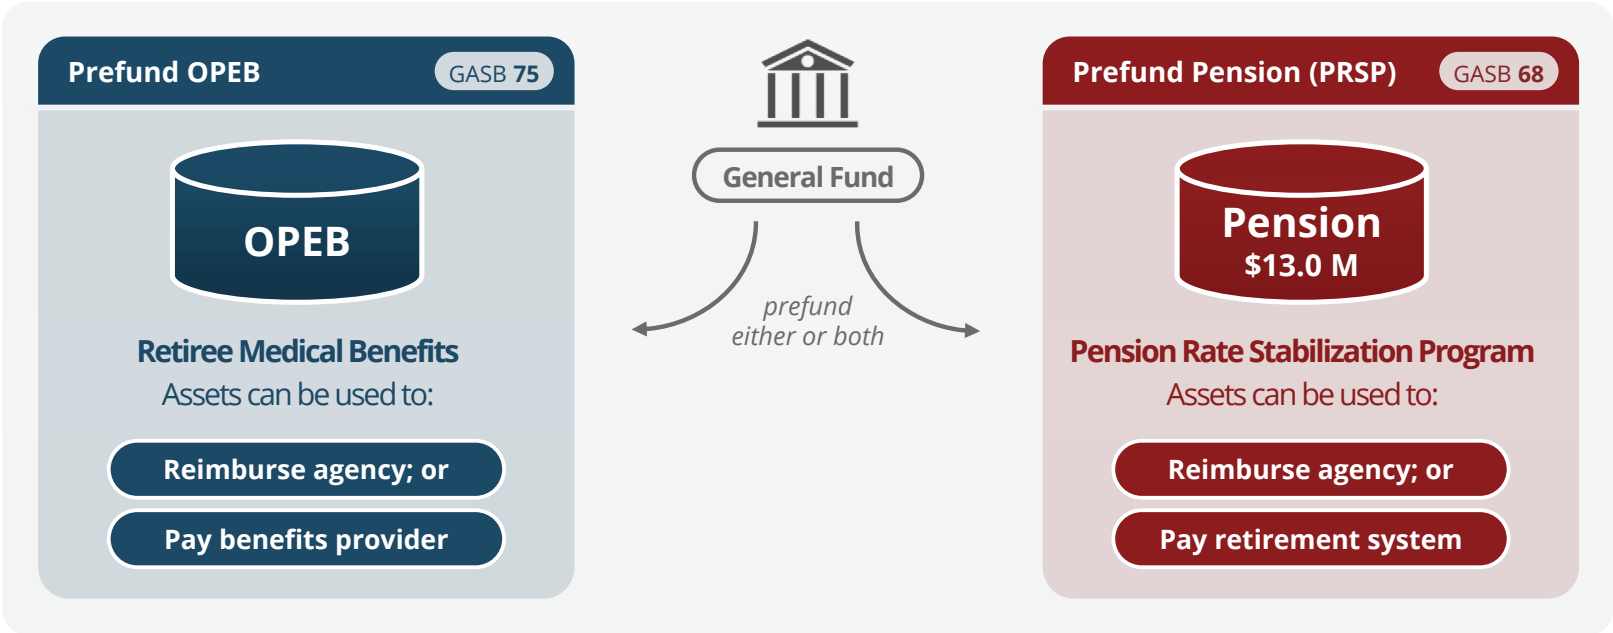 Prefund OPEB
GASB 75
OPEB
Retiree Medical Benefits
Assets can be used to:
Reimburse agency; or
Pay benefits provider
General Fund
prefund
either or both
Prefund Pension (PRSP)
GASB 68
Pension
$13.0 M
Pension Rate Stabilization Program
Assets can be used to:
Reimburse agency; or
Pay retirement system